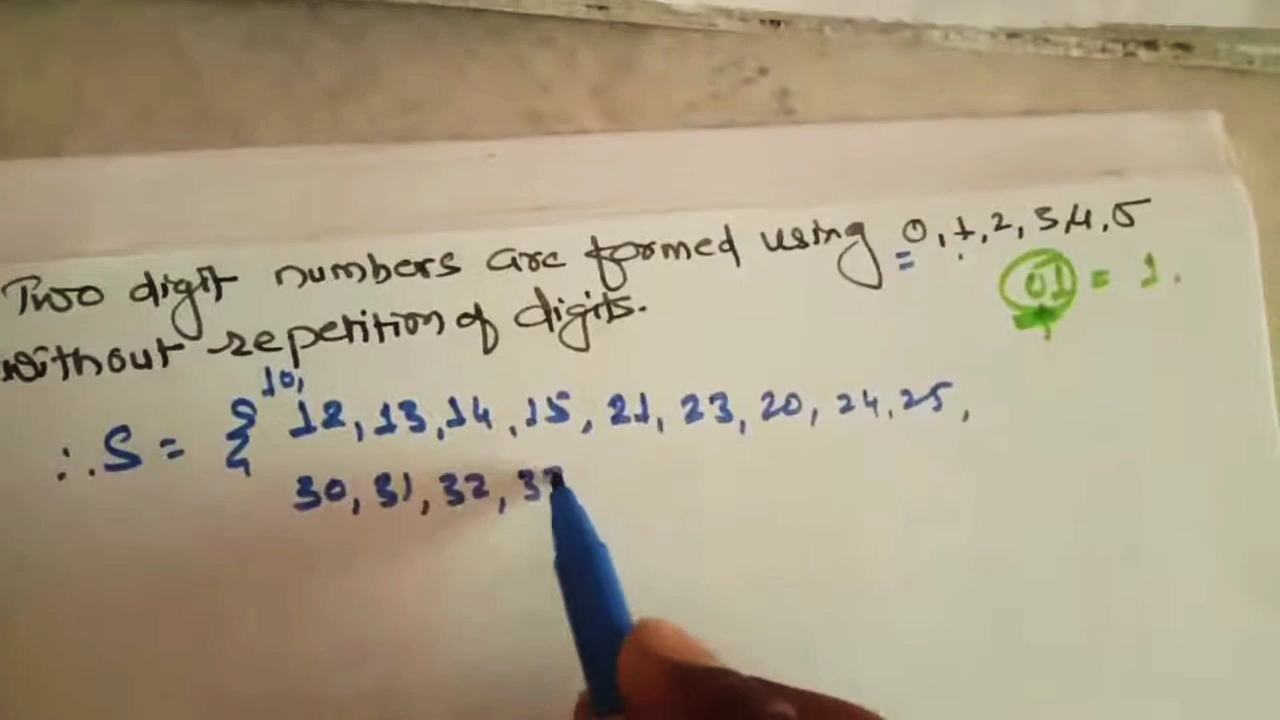 Two digit numbers are formed using 0, 1, 2, 3, 4, 5
01 = 1.
without repetition of digits.
10,
∴ S = { 12, 13, 14, 15, 21, 23, 20, 24, 25,
30, 31, 32, 3